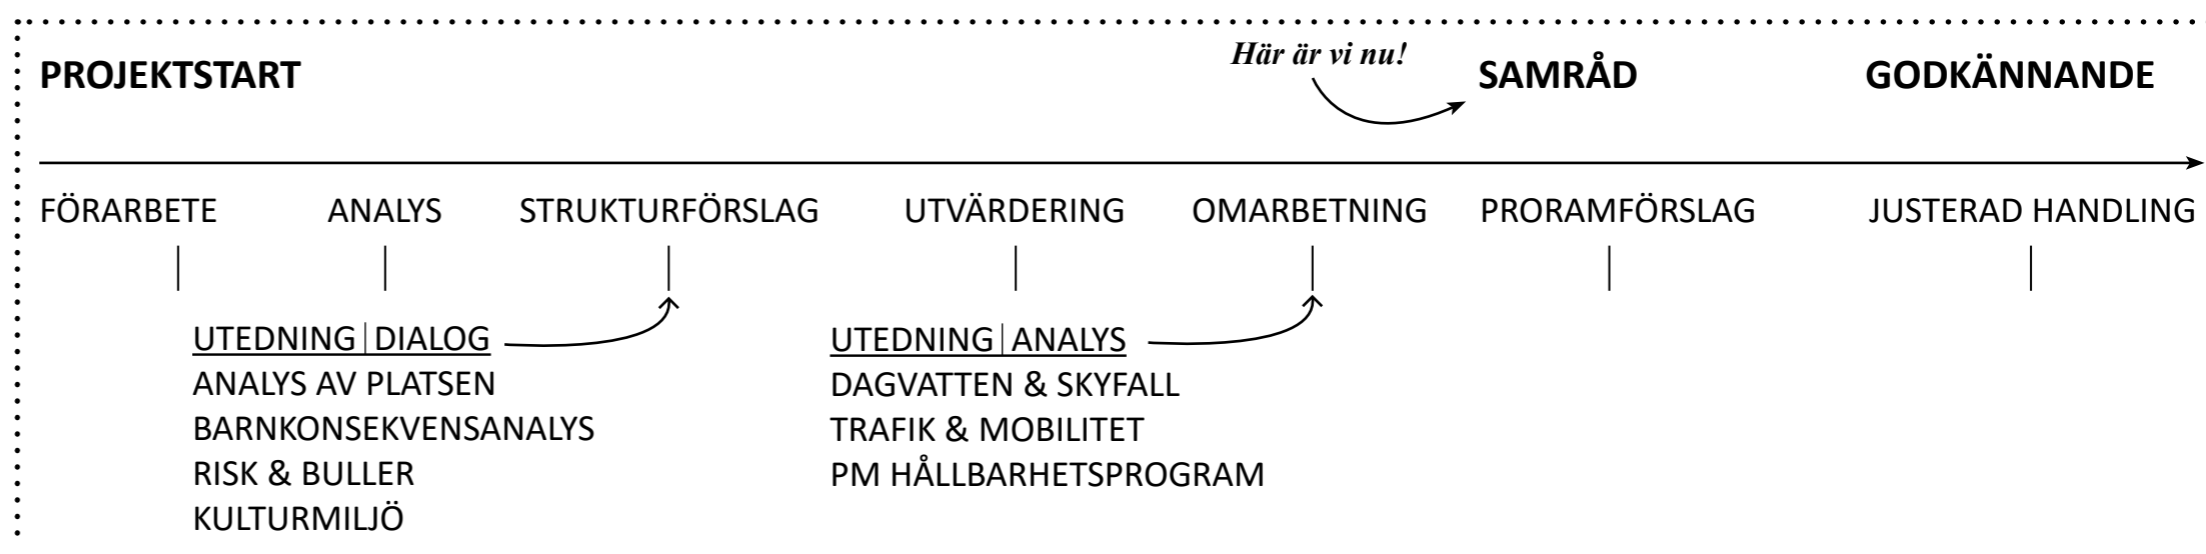 Här är vi nu!
PROJEKTSTART
SAMRÅD
GODKÄNNANDE
FÖRARBETE
ANALYS
STRUKTURFÖRSLAG
UTVÄRDERING
OMARBETNING
PRORAMFÖRSLAG
JUSTERAD HANDLING
UTEDNING|DIALOG
ANALYS AV PLATSEN
BARNKONSEKVENSANALYS
RISK & BULLER
KULTURMILJÖ
UTEDNING|ANALYS
DAGVATTEN & SKYFALL
TRAFIK & MOBILITET
PM HÅLLBARHETSPROGRAM